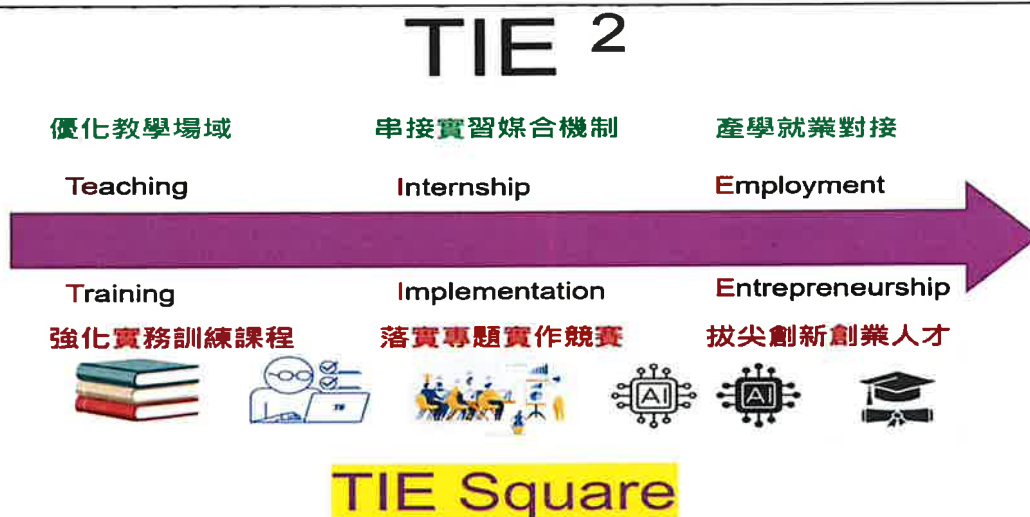 TIE ²
優化教學場域 串接實習媒合機制 產學就業對接
Teaching Internship Employment
Training Implementation Entrepreneurship
強化實務訓練課程 落實專題實作競賽 拔尖創新創業人才
AI AI
TIE Square